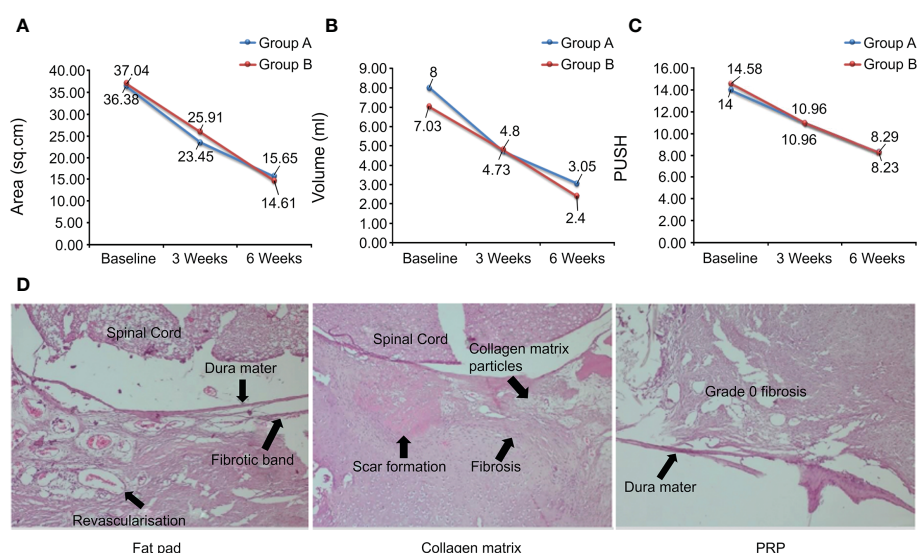 A
Group A
Group B
Area (sq.cm)
40.00
35.00
30.00
25.00
20.00
15.00
10.00
5.00
0.00
37.04
36.38
25.91
23.45
15.65
14.61
Baseline 3 Weeks 6 Weeks
B
Group A
Group B
Volume (ml)
9.00
8.00
7.00
6.00
5.00
4.00
3.00
2.00
1.00
0.00
8
7.03
4.8
4.73
3.05
2.4
Baseline 3 Weeks 6 Weeks
C
Group A
Group B
PUSH
16.00
14.00
12.00
10.00
8.00
6.00
4.00
2.00
0.00
14.58
14
10.96
10.96
8.29
8.23
Baseline 3 Weeks 6 Weeks
D
Spinal Cord
Dura mater
Fibrotic band
Revascularisation
Fat pad
Spinal Cord
Collagen matrix
particles
Scar formation
Fibrosis
Collagen matrix
Grade 0 fibrosis
Dura mater
PRP